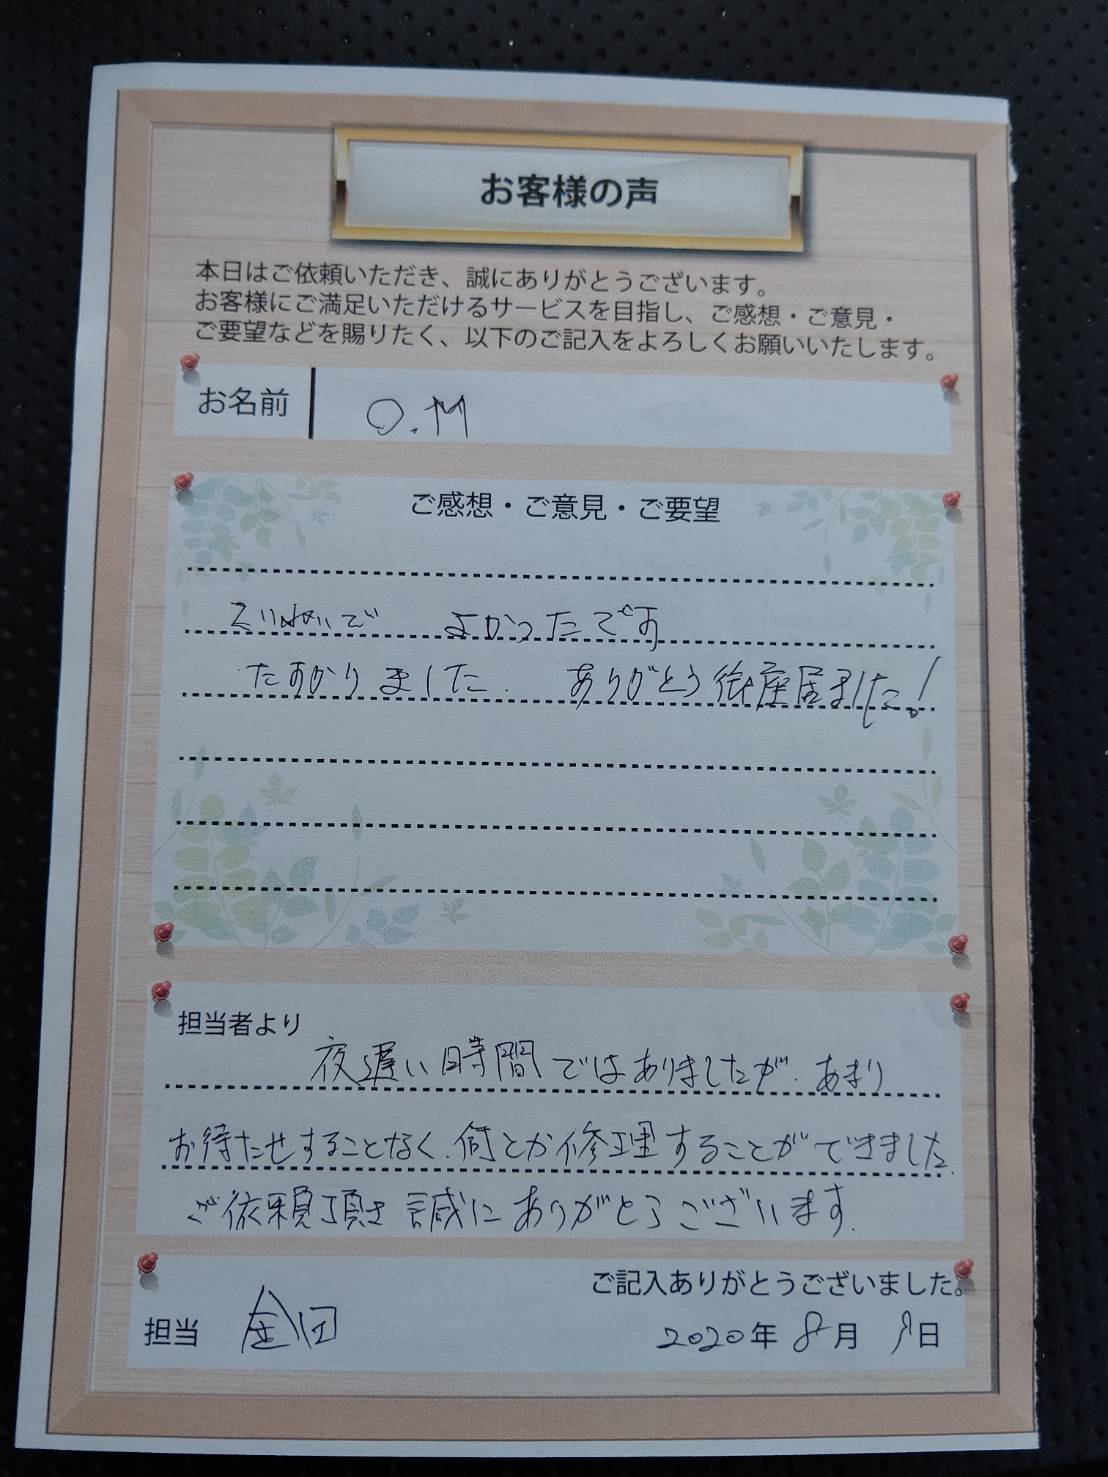 お客様の声
本日はご依頼いただき、誠にありがとうございます。
お客様にご満足いただけるサービスを目指し、ご感想・ご意見・
ご要望などを賜りたく、以下のご記入をよろしくお願いいたします。
お名前 O.M
ご感想・ご意見・ご要望
ていねいで よかったです
たすかりました. ありがとう御座居ました!
担当者より
夜遅い時間ではありましたが、あまり
お待たせすることなく、何とか修理することができました.
ご依頼頂き誠にありがとうございます.
ご記入ありがとうございました。
担当 金田 2020年 8月 日